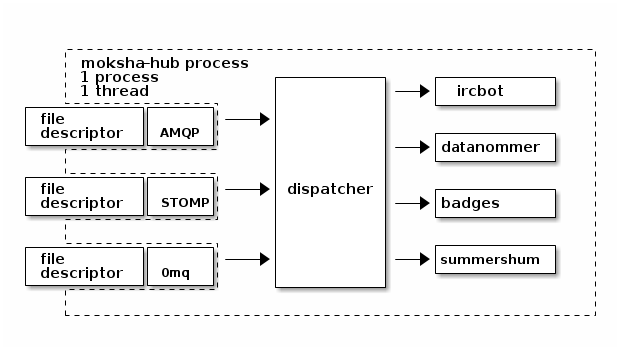 moksha-hub process
1 process
1 thread
file
descriptor
AMQP
file
descriptor
STOMP
file
descriptor
0mq
dispatcher
ircbot
datanommer
badges
summershum